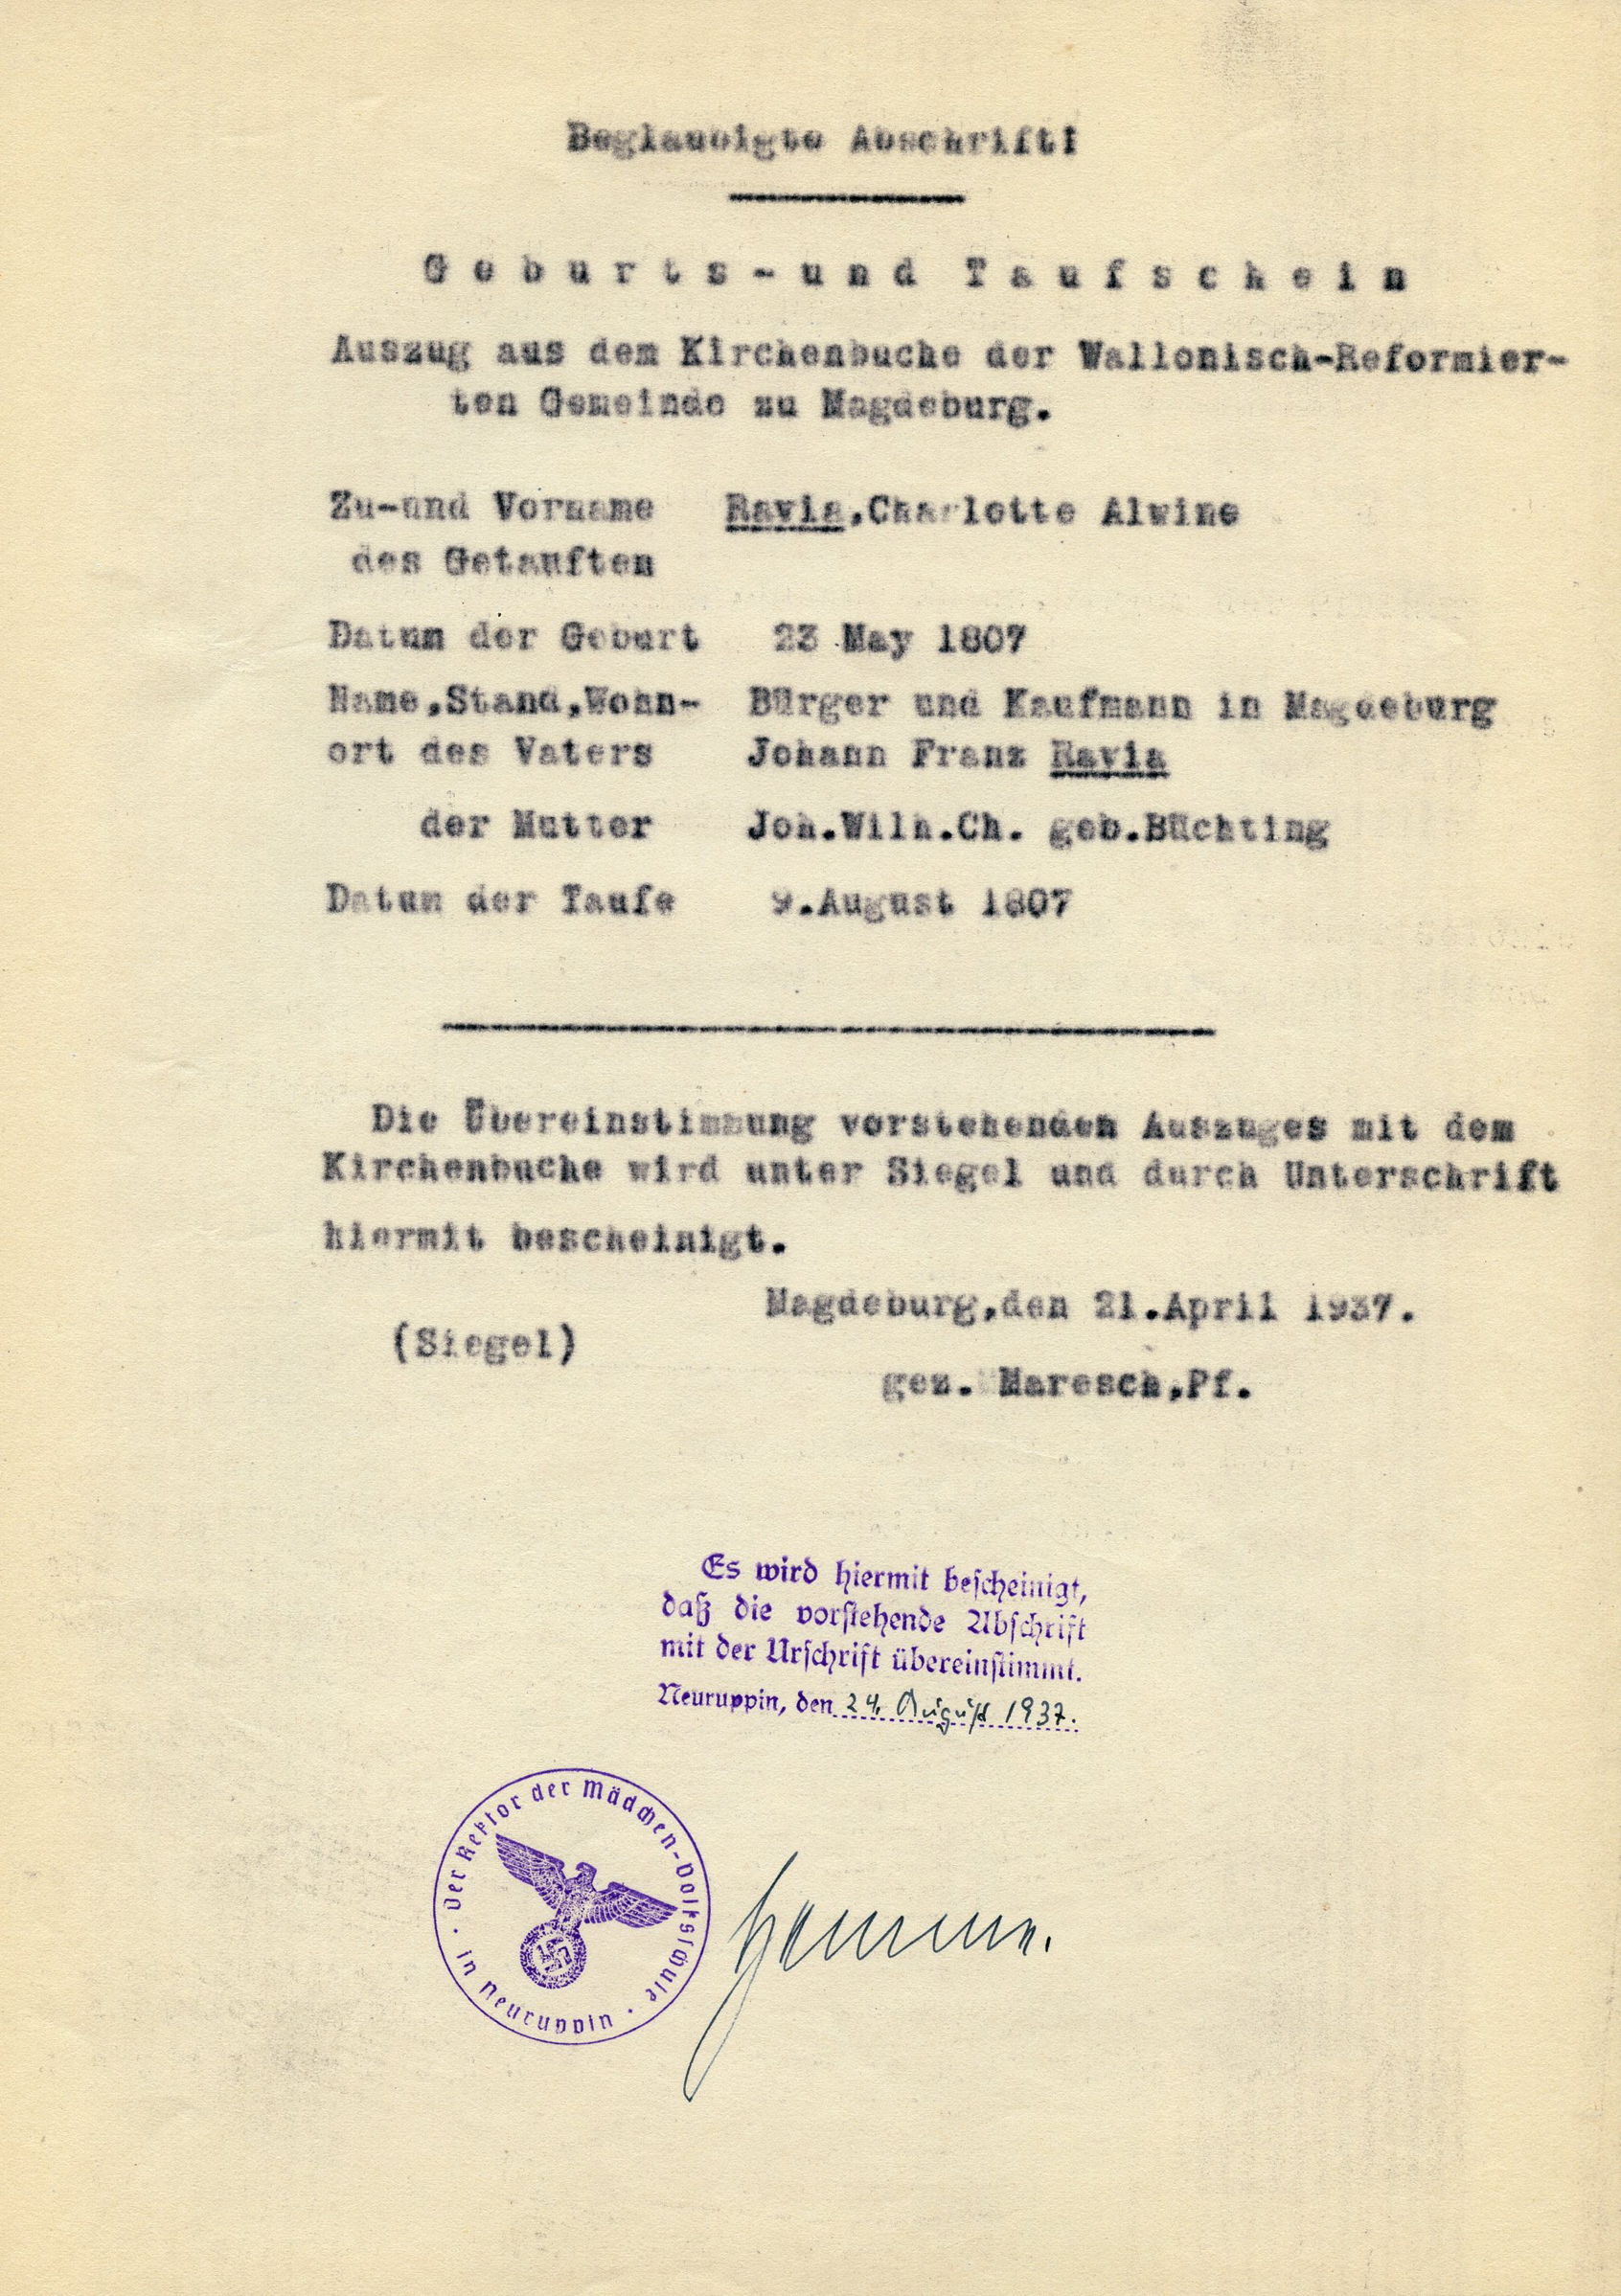 Beglaubigte Abschrift!
Geburts-und Taufschein
Auszug aus dem Kirchenbuche der Wallonisch-Reformier-
ten Gemeinde zu Magdeburg.
Zu-und Vorname Ravia,Charlotte Alwine
des Getauften
Datum der Geburt 23 May 1807
Name,Stand,Wohn- Bürger und Kaufmann in Magdeburg
ort des Vaters Johann Franz Ravia
der Mutter Joh.Wilh.Ch. geb.Büchting
Datum der Taufe 9.August 1807
Die Übereinstimmung vorstehenden Auszuges mit dem
Kirchenbuche wird unter Siegel und durch Unterschrift
hiermit bescheinigt.
Magdeburg,den 21.April 1937.
(Siegel)
gez. Maresch,Pf.
Es wird hiermit bescheinigt,
daß die vorstehende Abschrift
mit der Urschrift übereinstimmt.
Neuruppin, den 24. August 1937.
Der Rektor der Mädchen-Volksschule
in Neuruppin